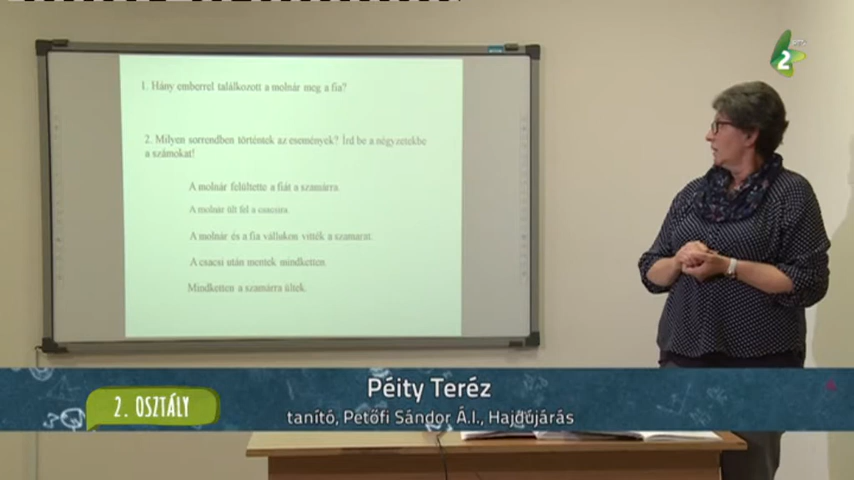 2
1. Hány emberrel találkozott a molnár meg a fia?
2. Milyen sorrendben történtek az események? Írd be a négyzetekbe
a számokat!
A molnár felültette a fiát a szamárra.
A molnár ült fel a csacsira.
A molnár és a fia vállukon vitték a szamarat.
A csacsi után mentek mindketten.
Mindketten a szamárra ültek.
Péity Teréz
2. OSZTÁLY
tanító, Petőfi Sándor Á.I., Hajdújárás